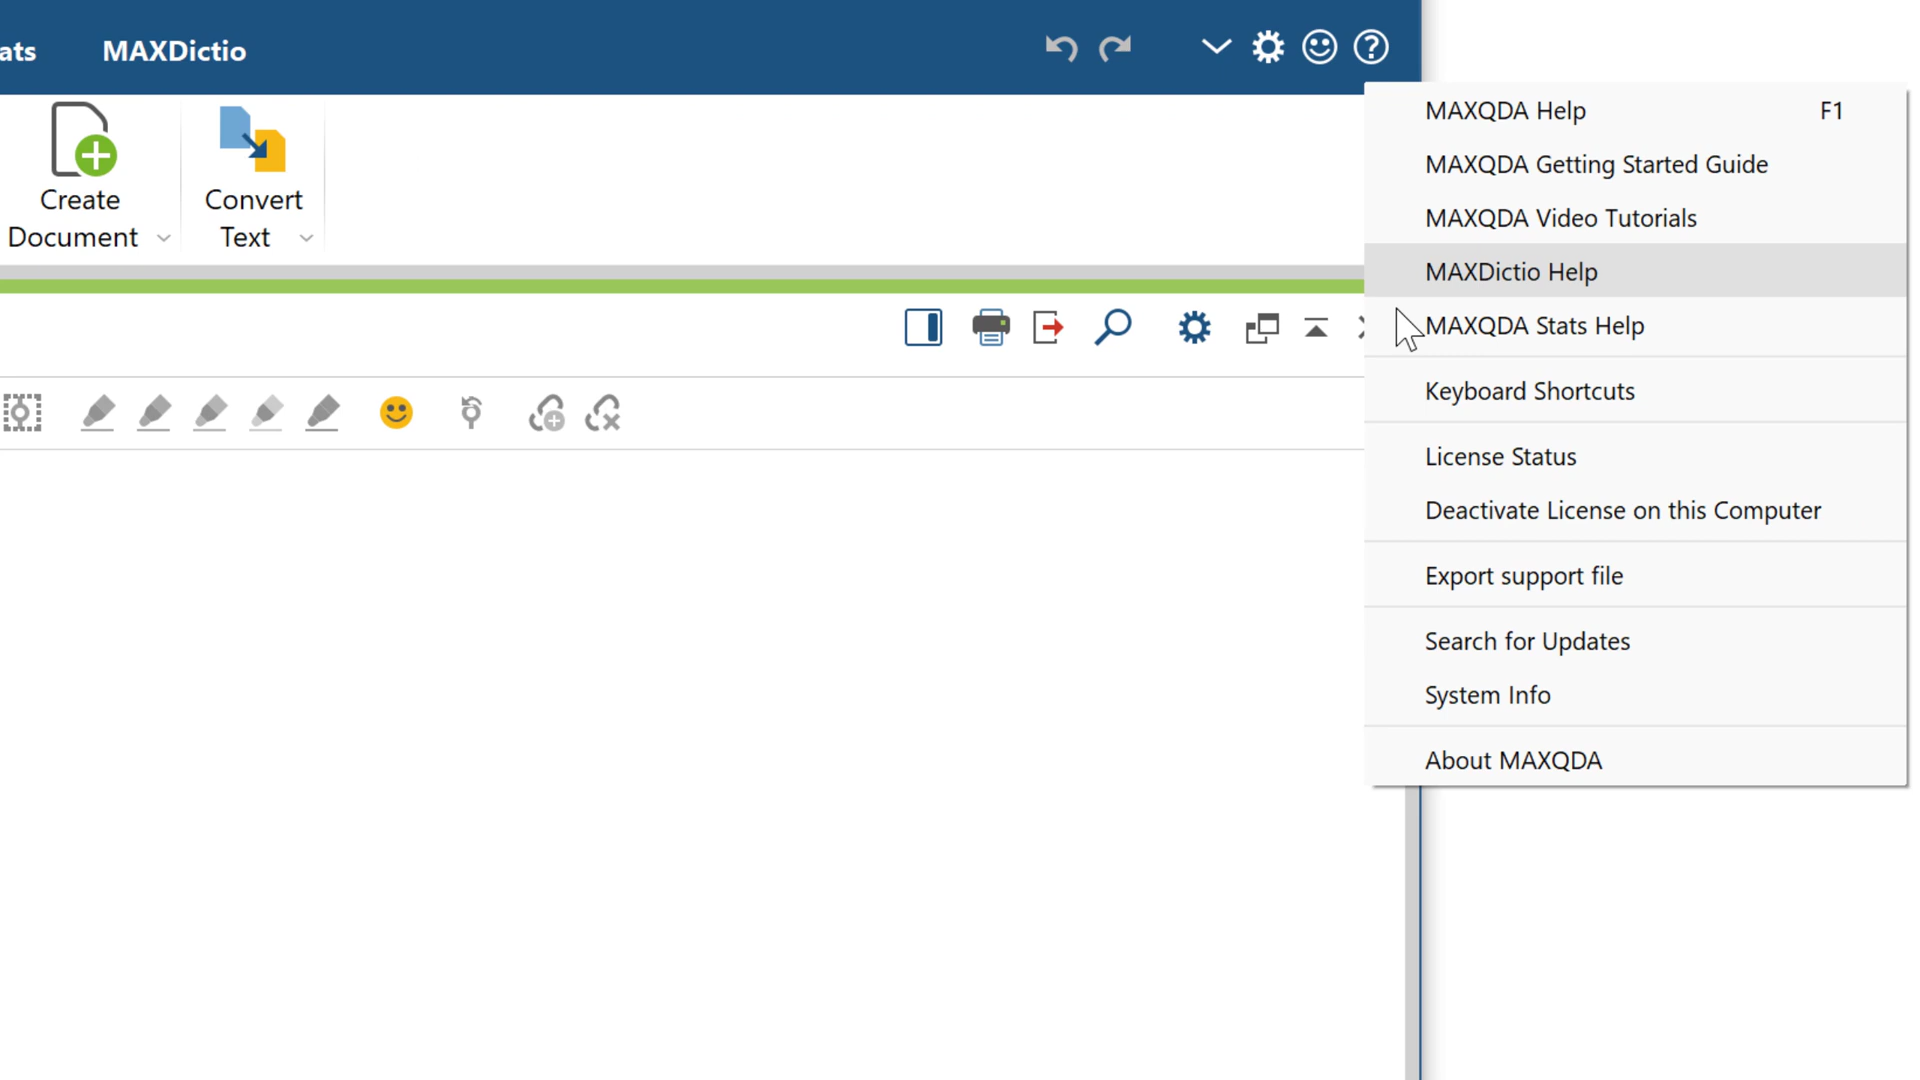 ats MAXDictio
Create
Document
Convert
Text
MAXQDA Help F1
MAXQDA Getting Started Guide
MAXQDA Video Tutorials
MAXDictio Help
MAXQDA Stats Help
Keyboard Shortcuts
License Status
Deactivate License on this Computer
Export support file
Search for Updates
System Info
About MAXQDA